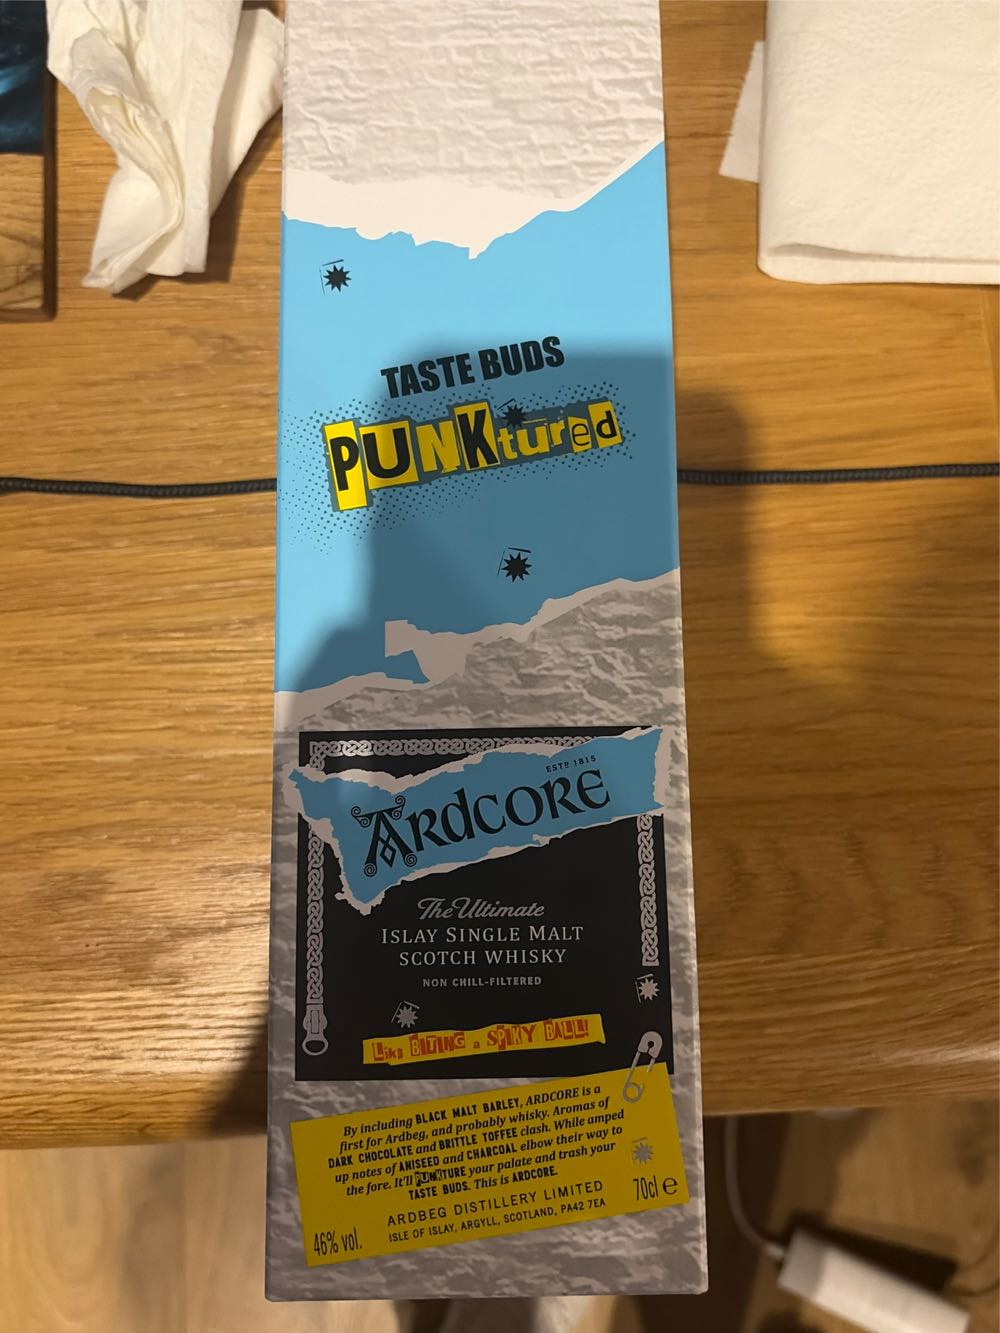 TASTE BUDS
PUNKtured
ESTD 1815
ARDCORE
The Ultimate
ISLAY SINGLE MALT
SCOTCH WHISKY
NON CHILL-FILTERED
LiKe BITING a SPIKY BALL!
By including BLACK MALT BARLEY, ARDCORE is a
first for Ardbeg, and probably whisky. Aromas of
DARK CHOCOLATE and BRITTLE TOFFEE clash. While amped
up notes of ANISEED and CHARCOAL elbow their way to
the fore. It'll PUNKTURE your palate and trash your
TASTE BUDS. This is ARDCORE.
ARDBEG DISTILLERY LIMITED
ISLE OF ISLAY, ARGYLL, SCOTLAND, PA42 7EA
46% vol.
70cl e